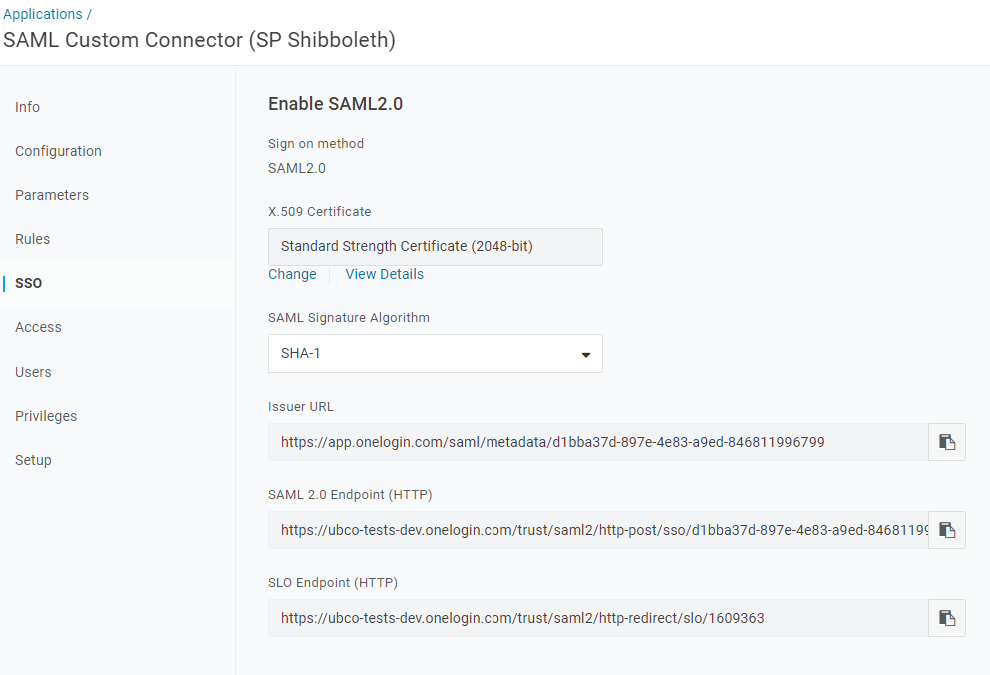 Applications /
SAML Custom Connector (SP Shibboleth)
Info
Configuration
Parameters
Rules
SSO
Access
Users
Privileges
Setup
Enable SAML2.0
Sign on method
SAML2.0
X.509 Certificate
Standard Strength Certificate (2048-bit)
Change View Details
SAML Signature Algorithm
SHA-1
Issuer URL
https://app.onelogin.com/saml/metadata/d1bba37d-897e-4e83-a9ed-846811996799
SAML 2.0 Endpoint (HTTP)
https://ubco-tests-dev.onelogin.com/trust/saml2/http-post/sso/d1bba37d-897e-4e83-a9ed-84681199
SLO Endpoint (HTTP)
https://ubco-tests-dev.onelogin.com/trust/saml2/http-redirect/slo/1609363